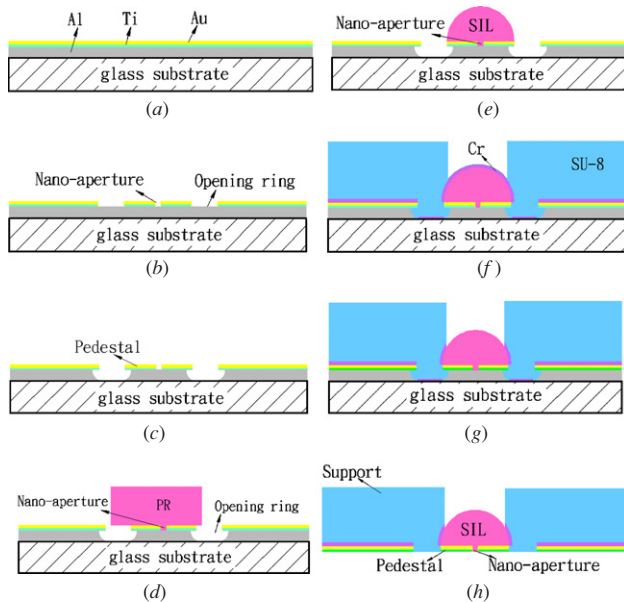 Al Ti Au
glass substrate
(a)
Nano-aperture
Opening ring
glass substrate
(b)
Pedestal
glass substrate
(c)
Nano-aperture
PR
Opening ring
glass substrate
(d)
Nano-aperture
SIL
glass substrate
(e)
Cr
SU-8
glass substrate
(f)
glass substrate
(g)
Support
SIL
Pedestal
Nano-aperture
(h)